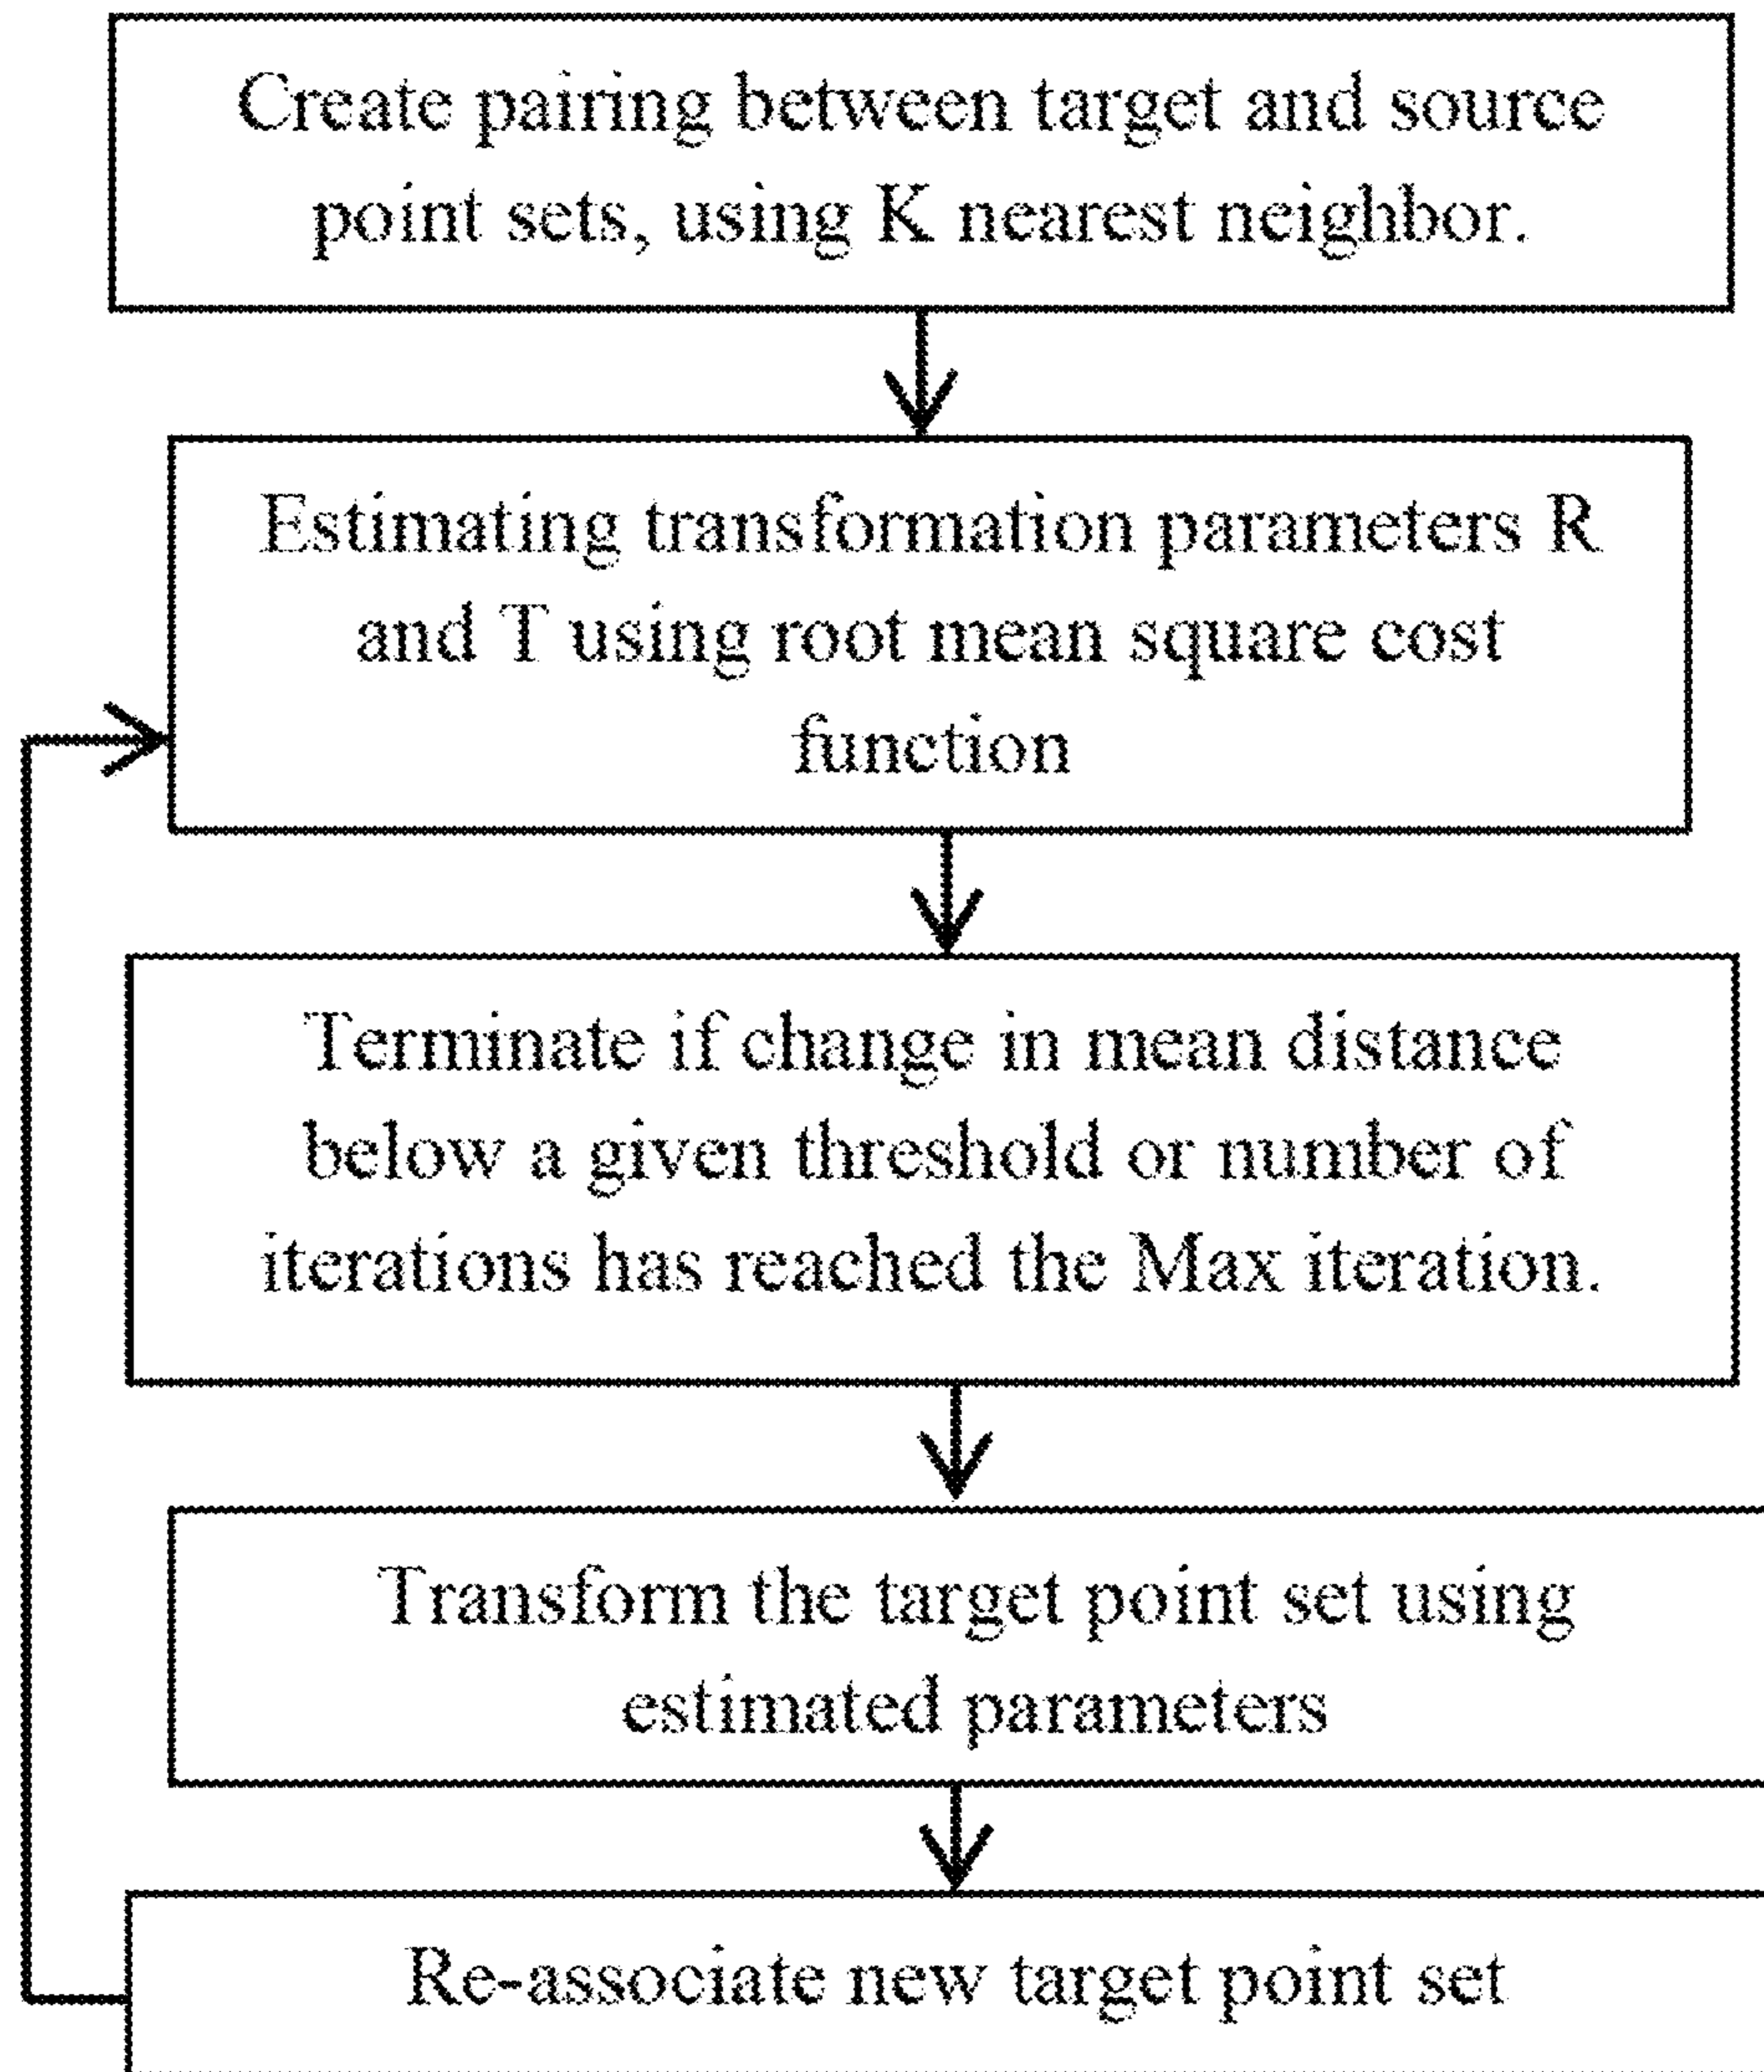 Create pairing between target and source
point sets, using K nearest neighbor.
Estimating transformation parameters R
and T using root mean square cost
function
Terminate if change in mean distance
below a given threshold or number of
iterations has reached the Max iteration.
Transform the target point set using
estimated parameters
Re-associate new target point set